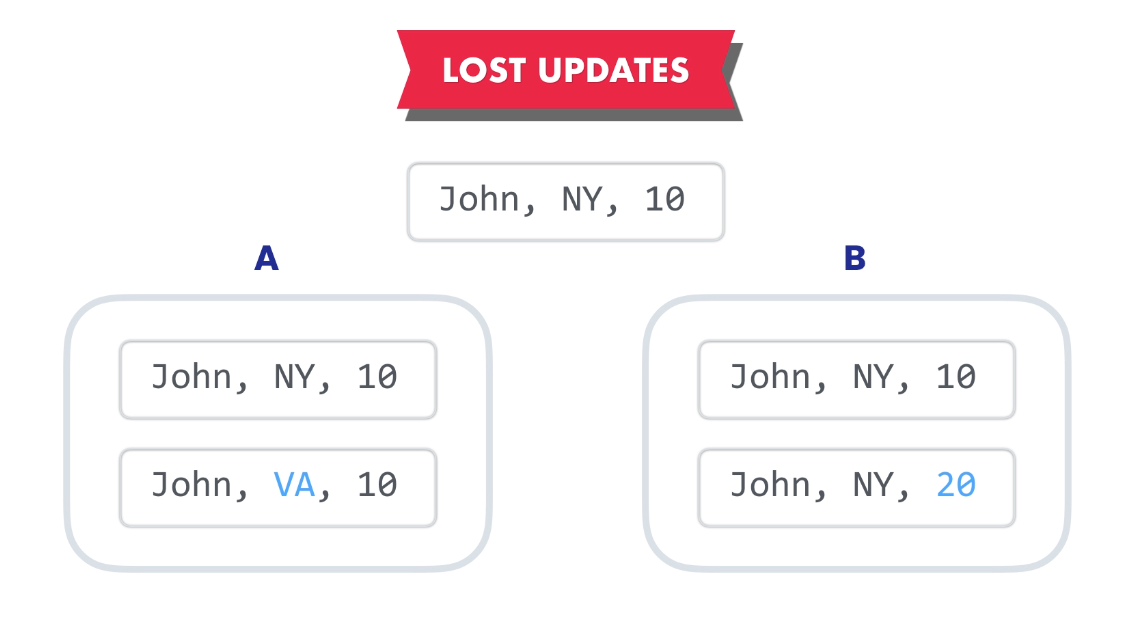 LOST UPDATES
John, NY, 10
A
John, NY, 10
John, VA, 10
B
John, NY, 10
John, NY, 20